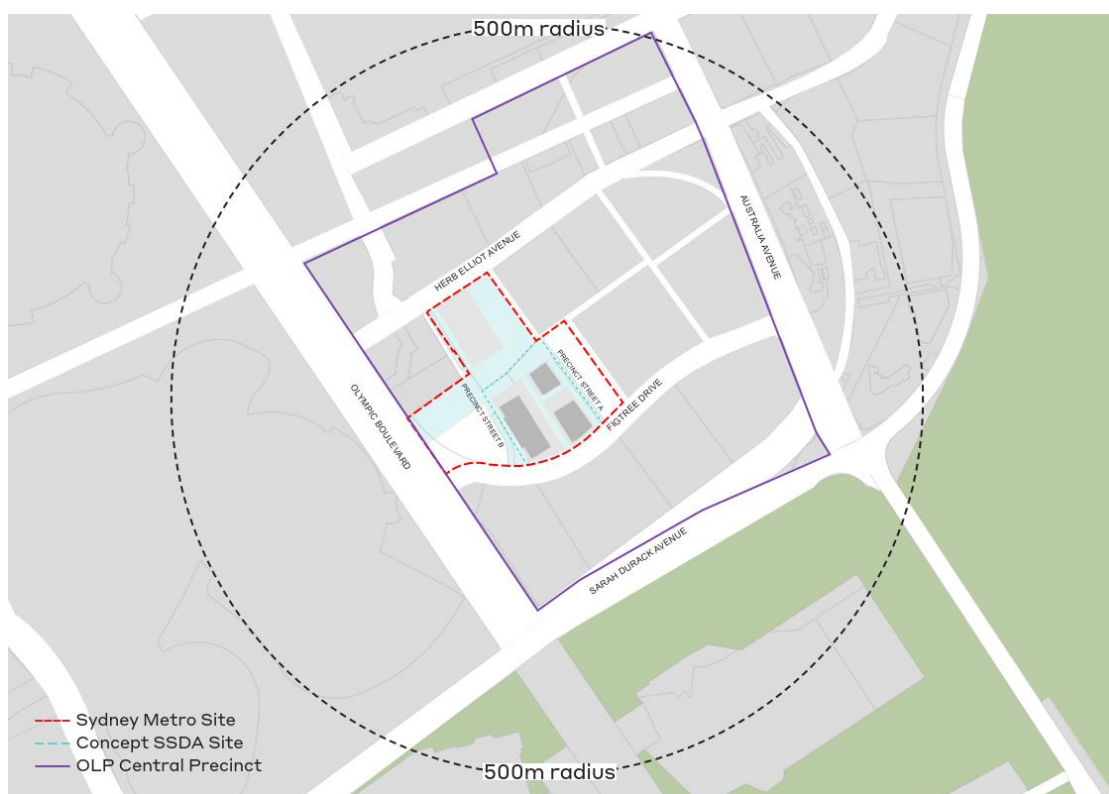 500m radius
HERB ELLIOT AVENUE
AUSTRALIA AVENUE
PRECINCT STREET A
PRECINCT STREET B
FIGTREE DRIVE
OLYMPIC BOULEVARD
SARAH DURACK AVENUE
Sydney Metro Site
Concept SSDA Site
OLP Central Precinct
500m radius